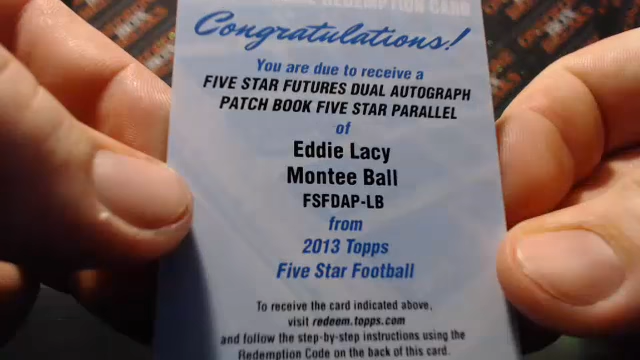 REDEMPTION CARD
Congratulations!
You are due to receive a
FIVE STAR FUTURES DUAL AUTOGRAPH
PATCH BOOK FIVE STAR PARALLEL
of
Eddie Lacy
Montee Ball
FSFDAP-LB
from
2013 Topps
Five Star Football
To receive the card indicated above,
visit redeem.topps.com
and follow the step-by-step instructions using the
Redemption Code on the back of this card.